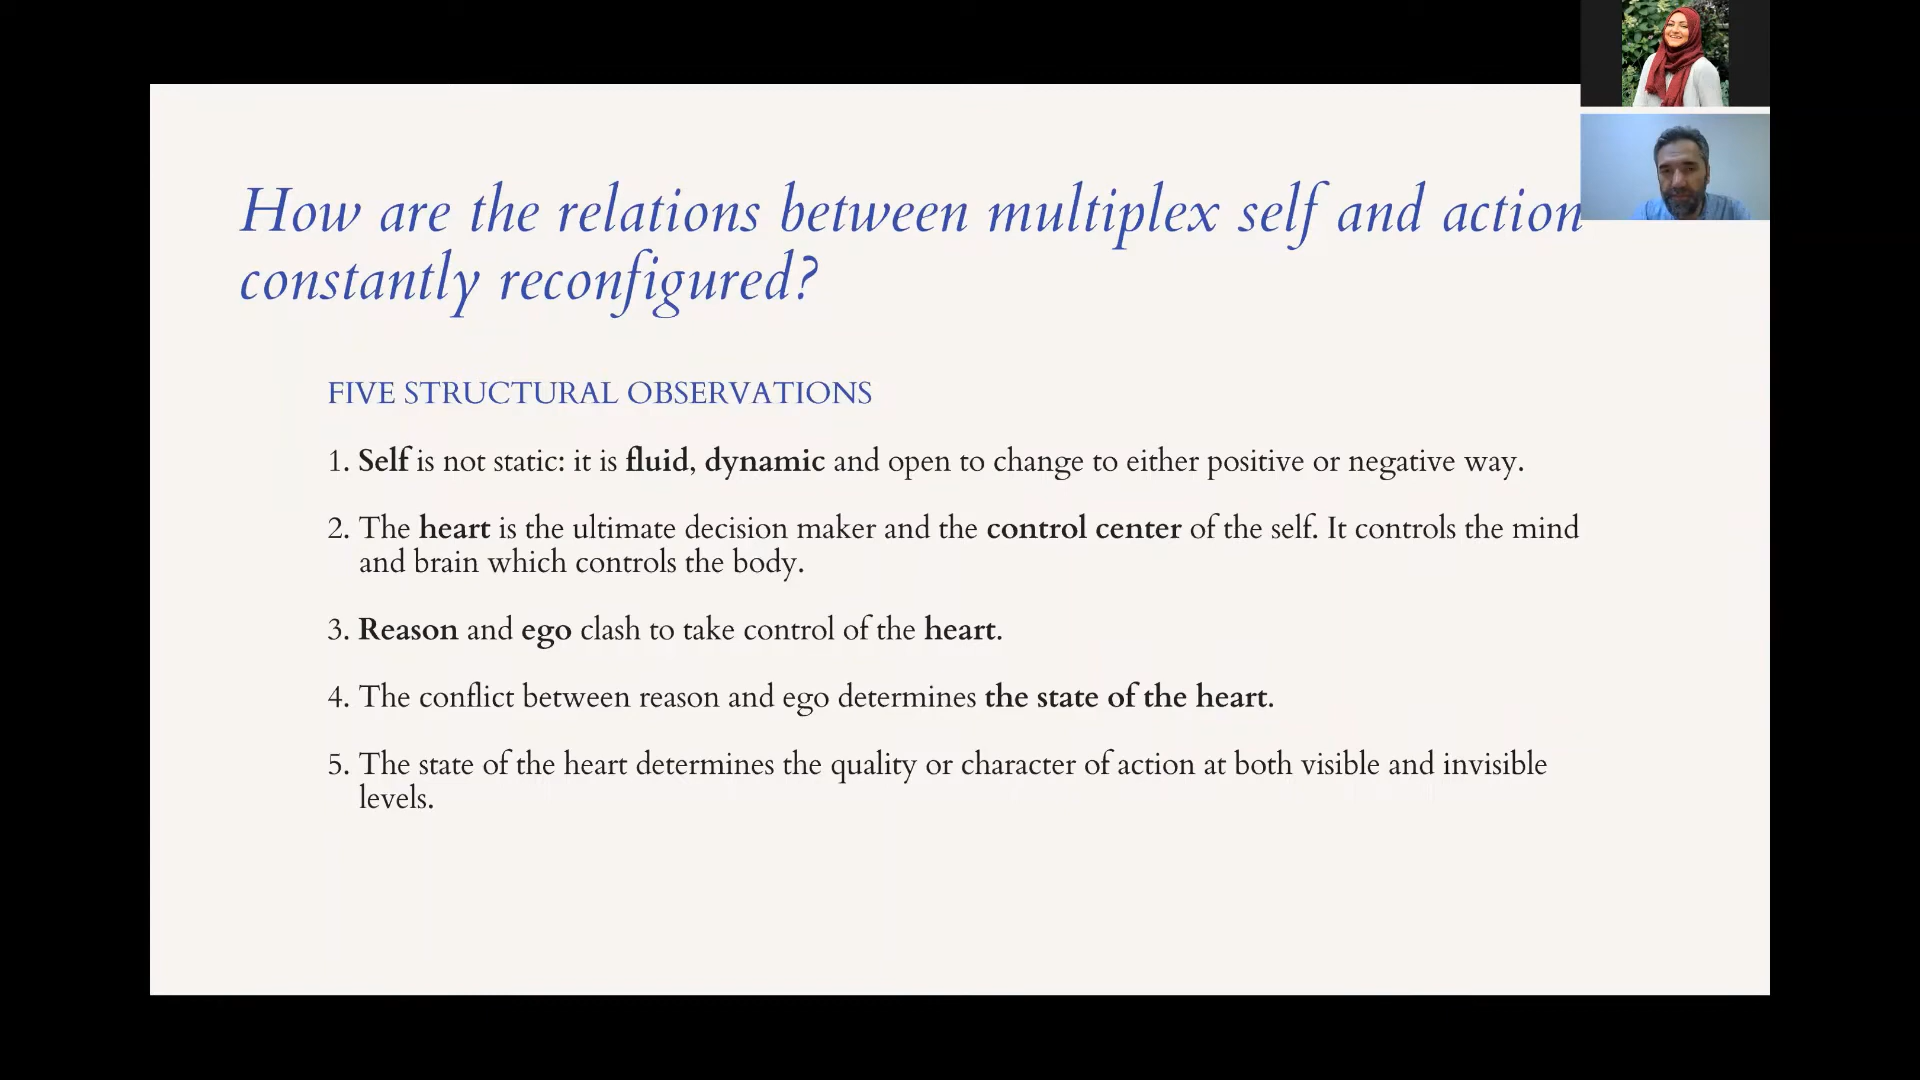 How are the relations between multiplex self and action
constantly reconfigured?
FIVE STRUCTURAL OBSERVATIONS
1. Self is not static: it is fluid, dynamic and open to change to either positive or negative way.
2. The heart is the ultimate decision maker and the control center of the self. It controls the mind
and brain which controls the body.
3. Reason and ego clash to take control of the heart.
4. The conflict between reason and ego determines the state of the heart.
5. The state of the heart determines the quality or character of action at both visible and invisible
levels.